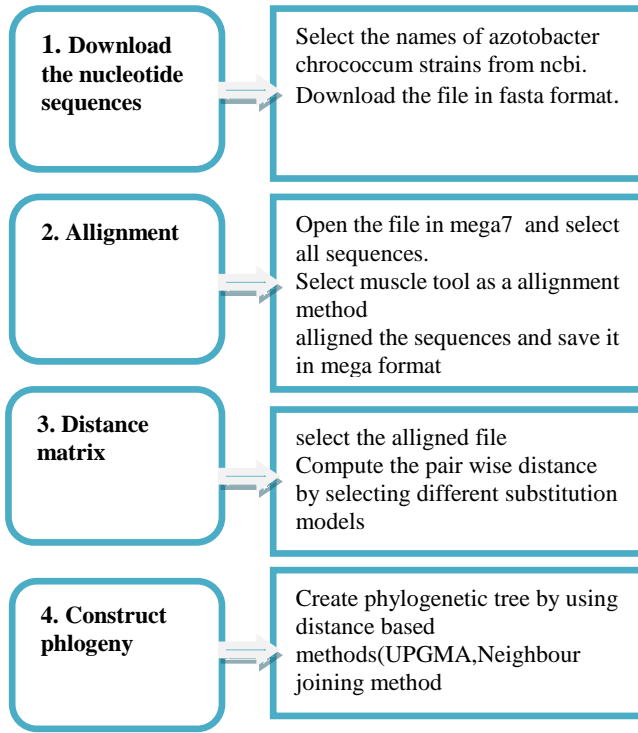 1. Download
the nucleotide
sequences
Select the names of azotobacter
chrococcum strains from ncbi.
Download the file in fasta format.
2. Allignment
Open the file in mega7 and select
all sequences.
Select muscle tool as a allignment
method
alligned the sequences and save it
in mega format
3. Distance
matrix
select the alligned file
Compute the pair wise distance
by selecting different substitution
models
4. Construct
phlogeny
Create phylogenetic tree by using
distance based
methods(UPGMA,Neighbour
joining method